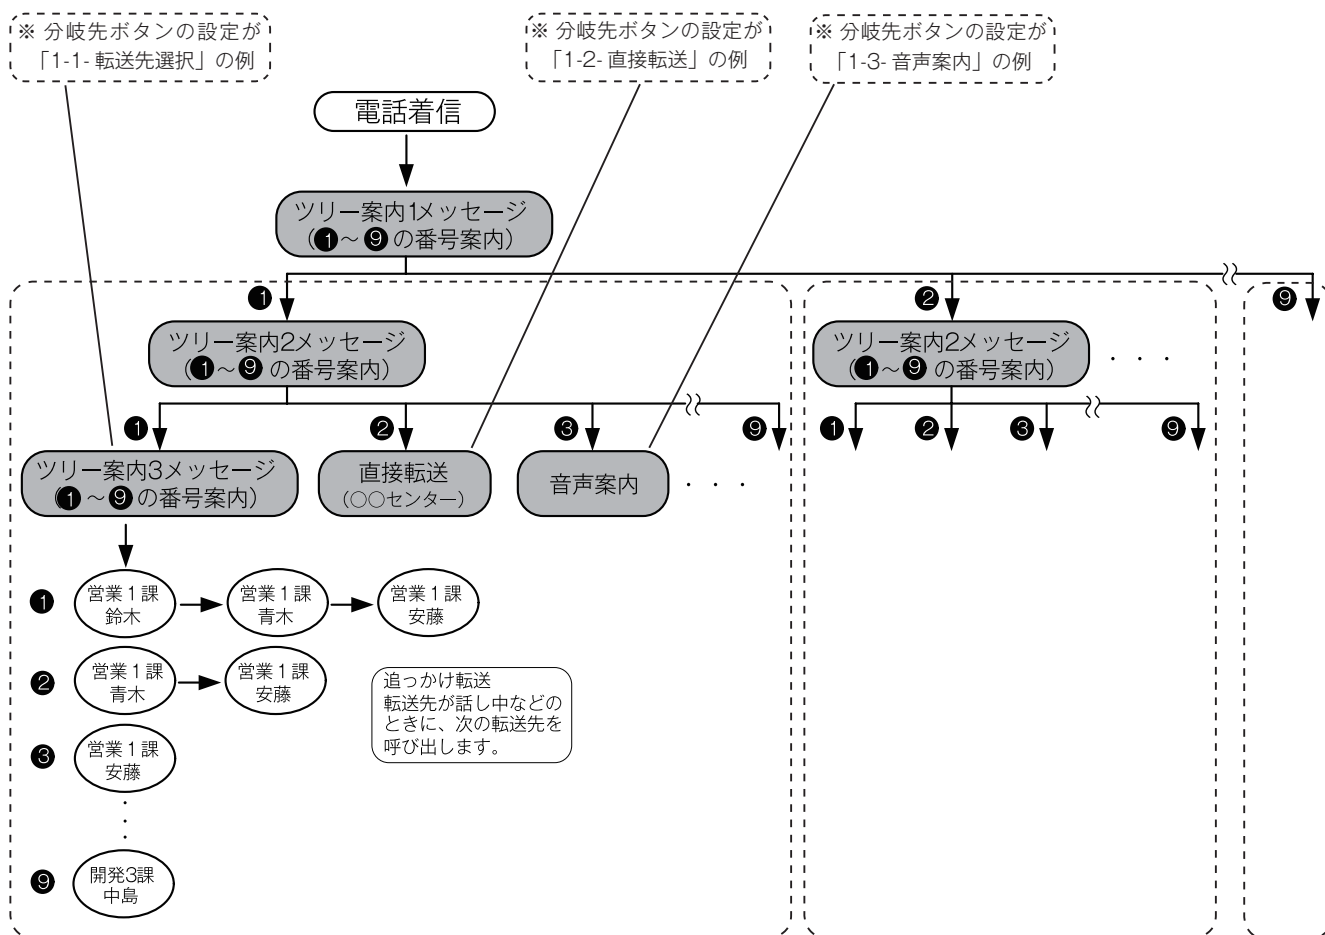 ※ 分岐先ボタンの設定が
「1-1- 転送先選択」の例
※ 分岐先ボタンの設定が
「1-2- 直接転送」の例
※ 分岐先ボタンの設定が
「1-3- 音声案内」の例
電話着信
ツリー案内1メッセージ
(❶～❾の番号案内)
❶
❷
❾
ツリー案内2メッセージ
(❶～❾の番号案内)
ツリー案内2メッセージ
(❶～❾の番号案内)
・・・
❶
❷
❸
❾
❶
❷
❸
❾
ツリー案内3メッセージ
(❶～❾の番号案内)
直接転送
(○○センター)
音声案内
・・・
❶
営業1課
鈴木
営業1課
青木
営業1課
安藤
❷
営業1課
青木
営業1課
安藤
追っかけ転送
転送先が話し中などの
ときに、次の転送先を
呼び出します。
❸
営業1課
安藤
・
・
・
❾
開発3課
中島